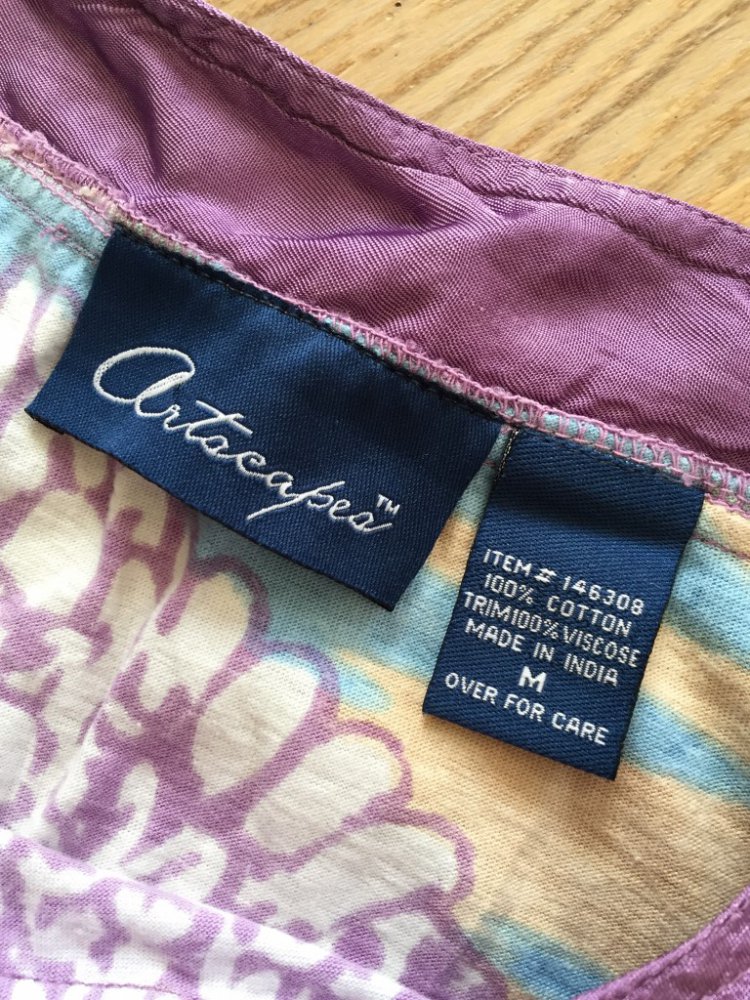 Artscapes™
ITEM # 146308
100% COTTON
TRIM100%VISCOSE
MADE IN INDIA
M
OVER FOR CARE